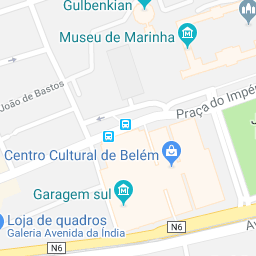 Gulbenkian
Museu de Marinha
João de Bastos
Praça do Impé
Centro Cultural de Belém
Garagem sul
Loja de quadros
Galeria Avenida da Índia
N6
N6
Av